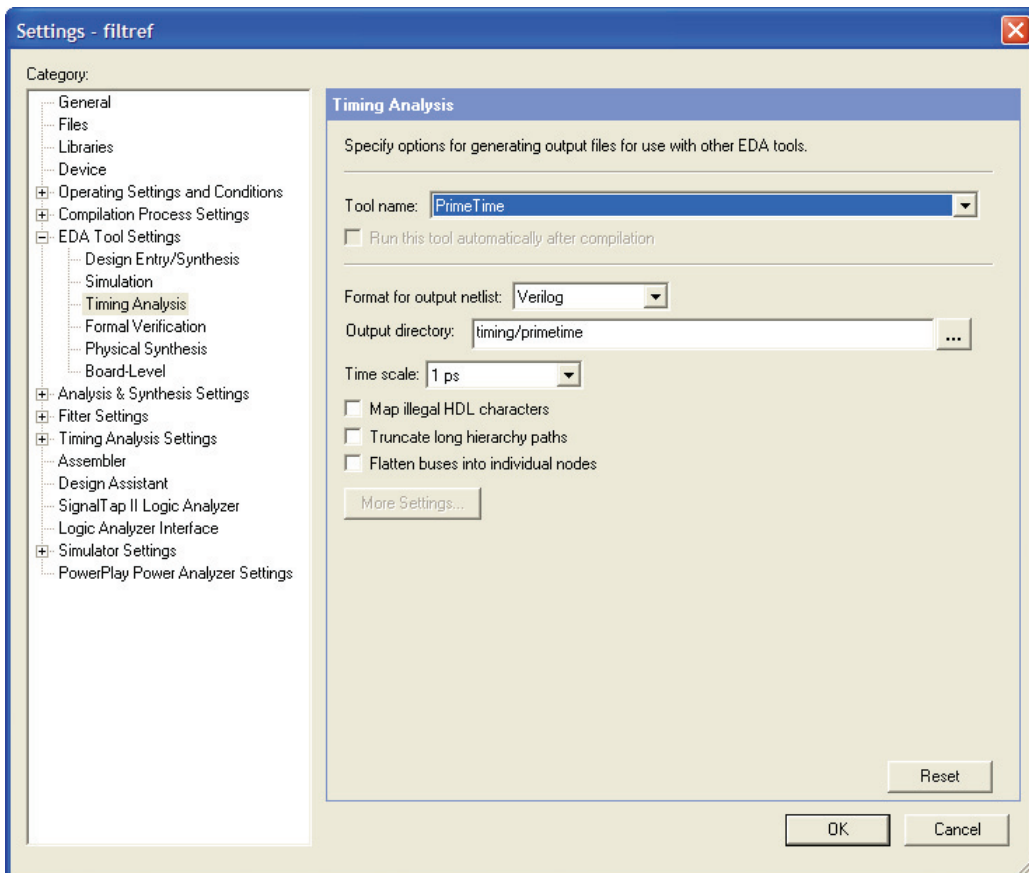 Settings - filtref
Category:
General
Files
Libraries
Device
Operating Settings and Conditions
Compilation Process Settings
EDA Tool Settings
Design Entry/Synthesis
Simulation
Timing Analysis
Formal Verification
Physical Synthesis
Board-Level
Analysis & Synthesis Settings
Fitter Settings
Timing Analysis Settings
Assembler
Design Assistant
SignalTap II Logic Analyzer
Logic Analyzer Interface
Simulator Settings
PowerPlay Power Analyzer Settings
Timing Analysis
Specify options for generating output files for use with other EDA tools.
Tool name: PrimeTime
Run this tool automatically after compilation
Format for output netlist: Verilog
Output directory: timing/primetime ...
Time scale: 1 ps
Map illegal HDL characters
Truncate long hierarchy paths
Flatten buses into individual nodes
More Settings...
Reset
OK Cancel